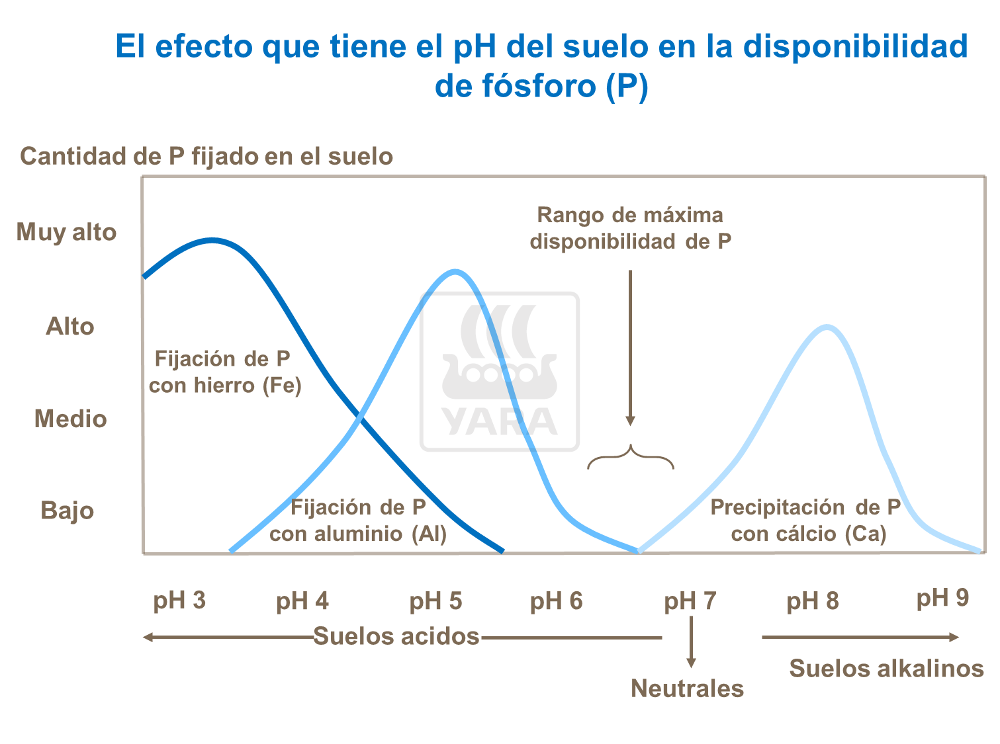 El efecto que tiene el pH del suelo en la disponibilidad
de fósforo (P)
Cantidad de P fijado en el suelo
Muy alto
Alto
Medio
Bajo
Rango de máxima
disponibilidad de P
Fijación de P
con hierro (Fe)
YARA
Fijación de P
con aluminio (Al)
Precipitación de P
con cálcio (Ca)
pH 3
pH 4
pH 5
pH 6
pH 7
pH 8
pH 9
Suelos acidos
Neutrales
Suelos alkalinos